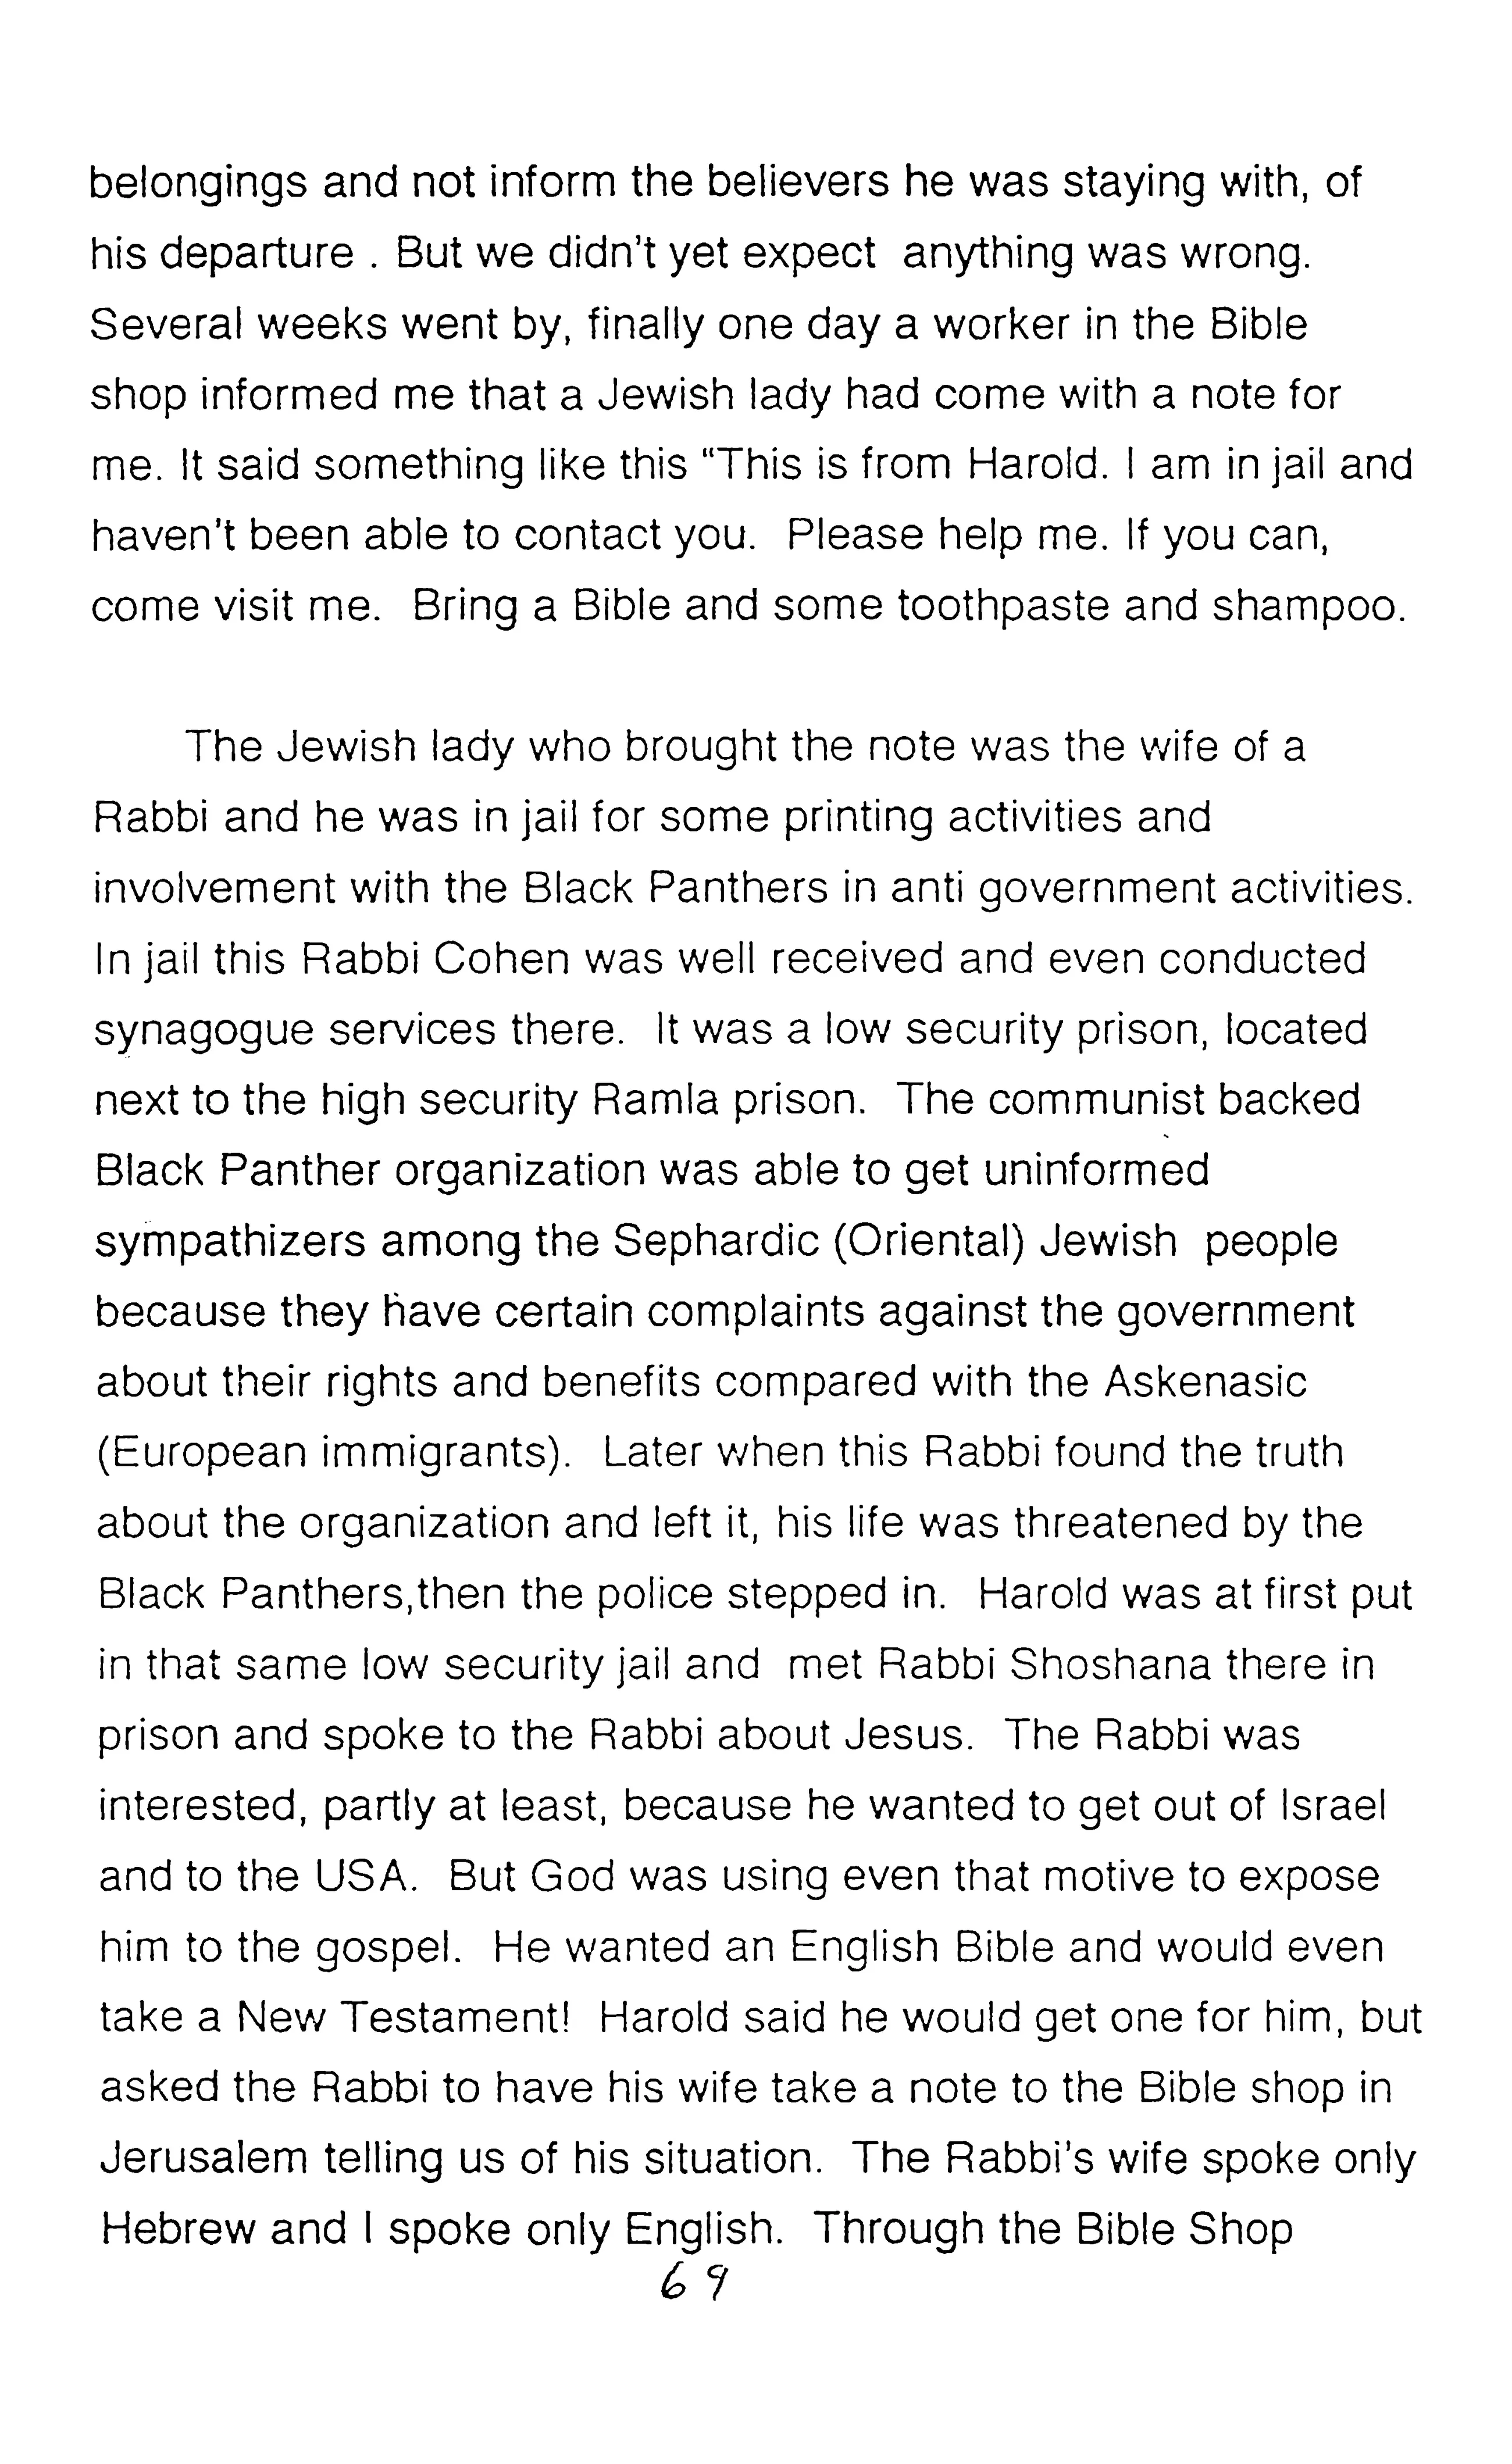 belongings and not inform the believers he was staying with, of
his departure . But we didn't yet expect anything was wrong.
Several weeks went by, finally one day a worker in the Bible
shop informed me that a Jewish lady had come with a note for
me. It said something like this "This is from Harold. I am in jail and
haven't been able to contact you. Please help me. If you can,
come visit me. Bring a Bible and some toothpaste and shampoo.

The Jewish lady who brought the note was the wife of a
Rabbi and he was in jail for some printing activities and
involvement with the Black Panthers in anti government activities.
In jail this Rabbi Cohen was well received and even conducted
synagogue services there. It was a low security prison, located
next to the high security Ramla prison. The communist backed
Black Panther organization was able to get uninformed
sympathizers among the Sephardic (Oriental) Jewish people
because they have certain complaints against the government
about their rights and benefits compared with the Askenasic
(European immigrants). Later when this Rabbi found the truth
about the organization and left it, his life was threatened by the
Black Panthers,then the police stepped in. Harold was at first put
in that same low security jail and met Rabbi Shoshana there in
prison and spoke to the Rabbi about Jesus. The Rabbi was
interested, partly at least, because he wanted to get out of Israel
and to the USA. But God was using even that motive to expose
him to the gospel. He wanted an English Bible and would even
take a New Testament! Harold said he would get one for him, but
asked the Rabbi to have his wife take a note to the Bible shop in
Jerusalem telling us of his situation. The Rabbi's wife spoke only
Hebrew and I spoke only English. Through the Bible Shop
69